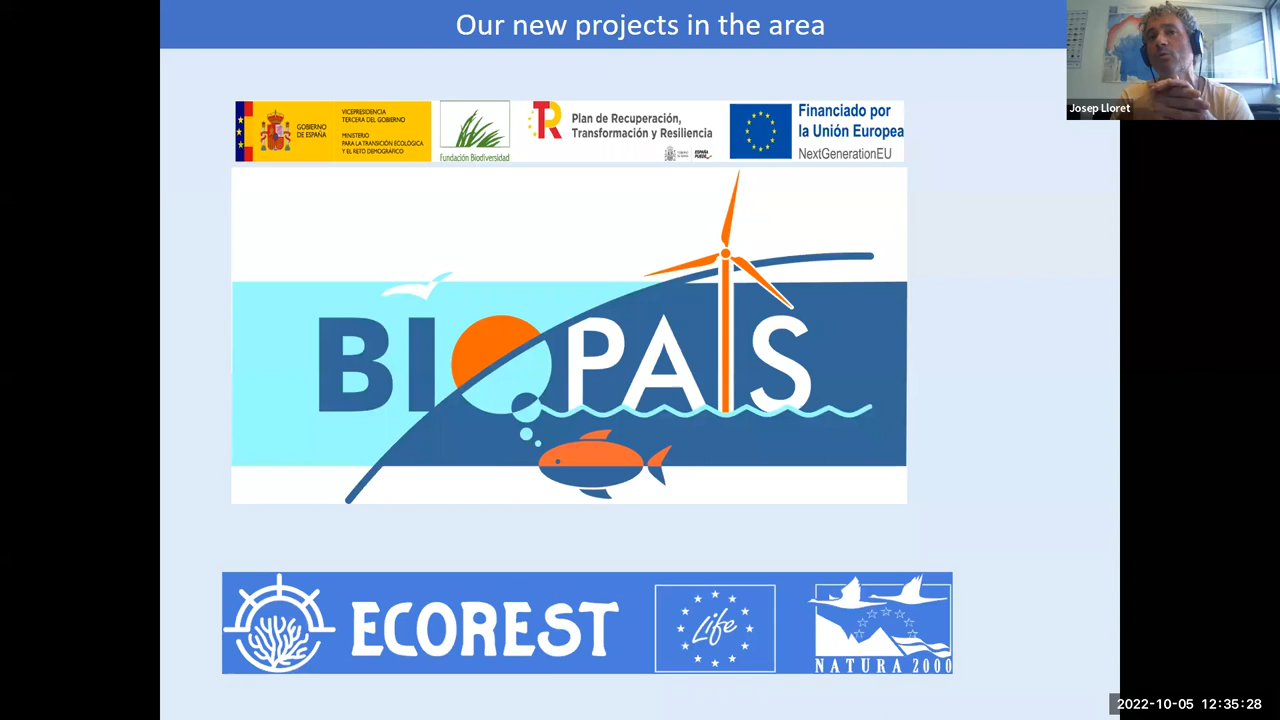 Our new projects in the area
Josep Lloret
GOBIERNO
DE ESPAÑA
VICEPRESIDENCIA
TERCERA DEL GOBIERNO
MINISTERIO
PARA LA TRANSICIÓN ECOLÓGICA
Y EL RETO DEMOGRÁFICO
Fundación Biodiversidad
R
Plan de Recuperación,
Transformación y Resiliencia
Financiado por
la Unión Europea
NextGenerationEU
BIOPAIS
ECOREST
Life
NATURA 2000
2022-10-05 12:35:28